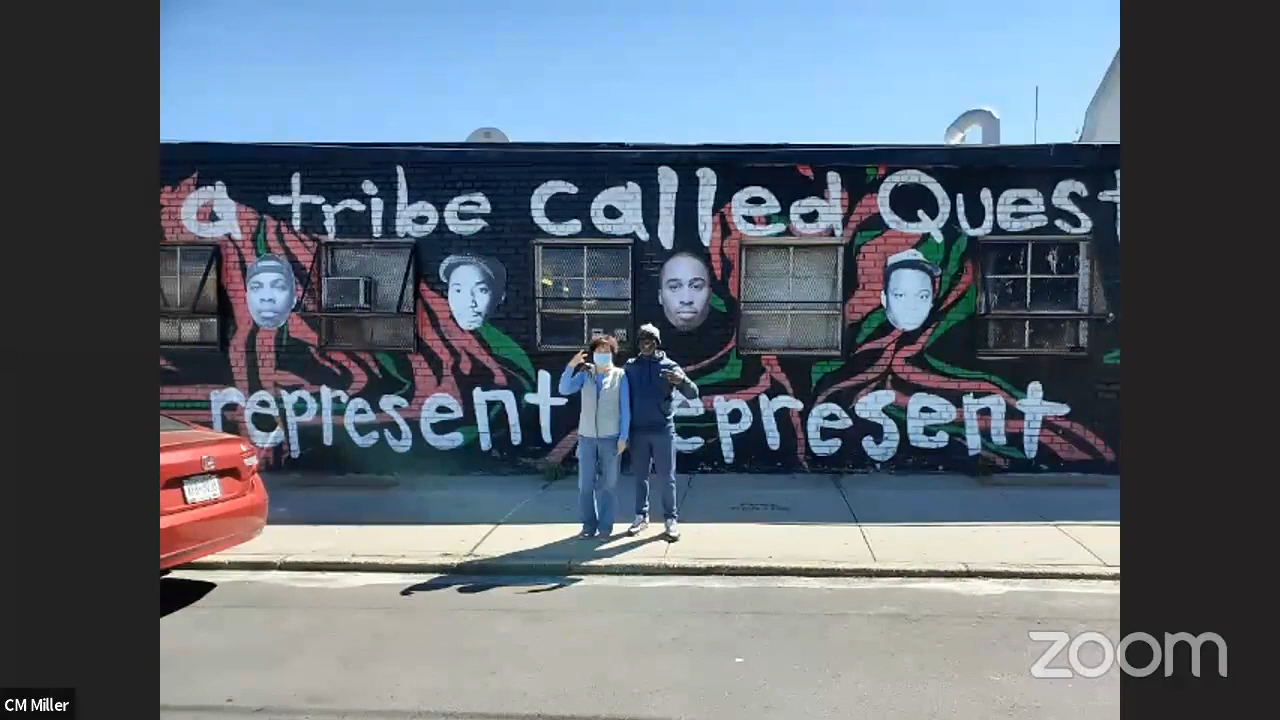 a tribe called Quest
represent represent
zoom
CM Miller